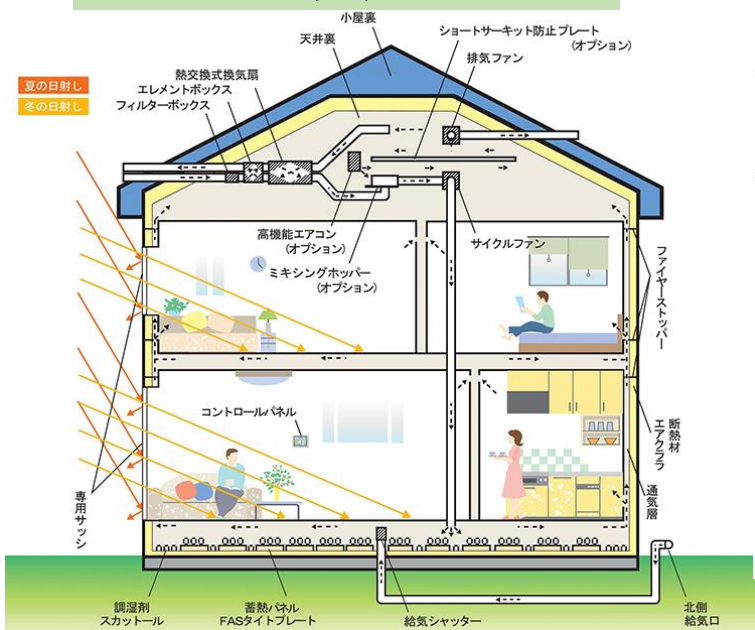 小屋裏
天井裏
ショートサーキット防止プレート
(オプション)
排気ファン
夏の日射し
冬の日射し
熱交換式換気扇
エレメントボックス
フィルターボックス
高機能エアコン
(オプション)
ミキシングホッパー
(オプション)
サイクルファン
ファイヤーストッパー
コントロールパネル
断熱材
エアクララ
通気層
専用サッシ
調湿剤
スカットール
蓄熱パネル
FASタイトプレート
給気シャッター
北側
給気口